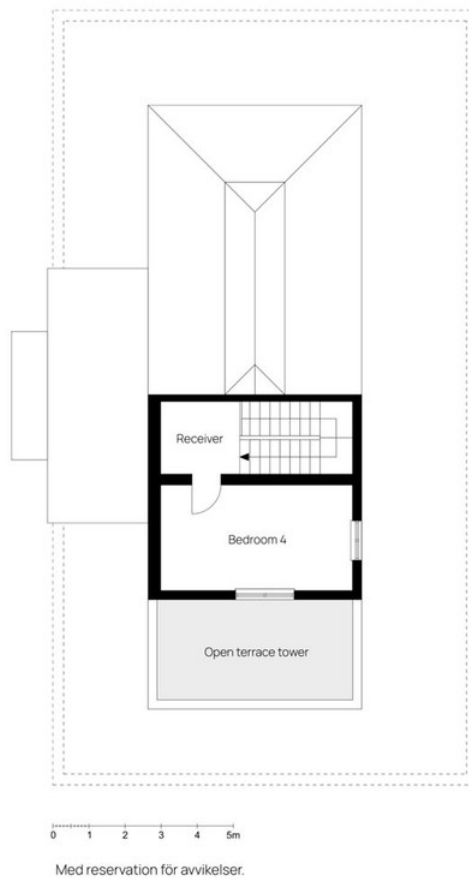 Receiver
Bedroom 4
Open terrace tower
0 1 2 3 4 5m
Med reservation för avvikelser.